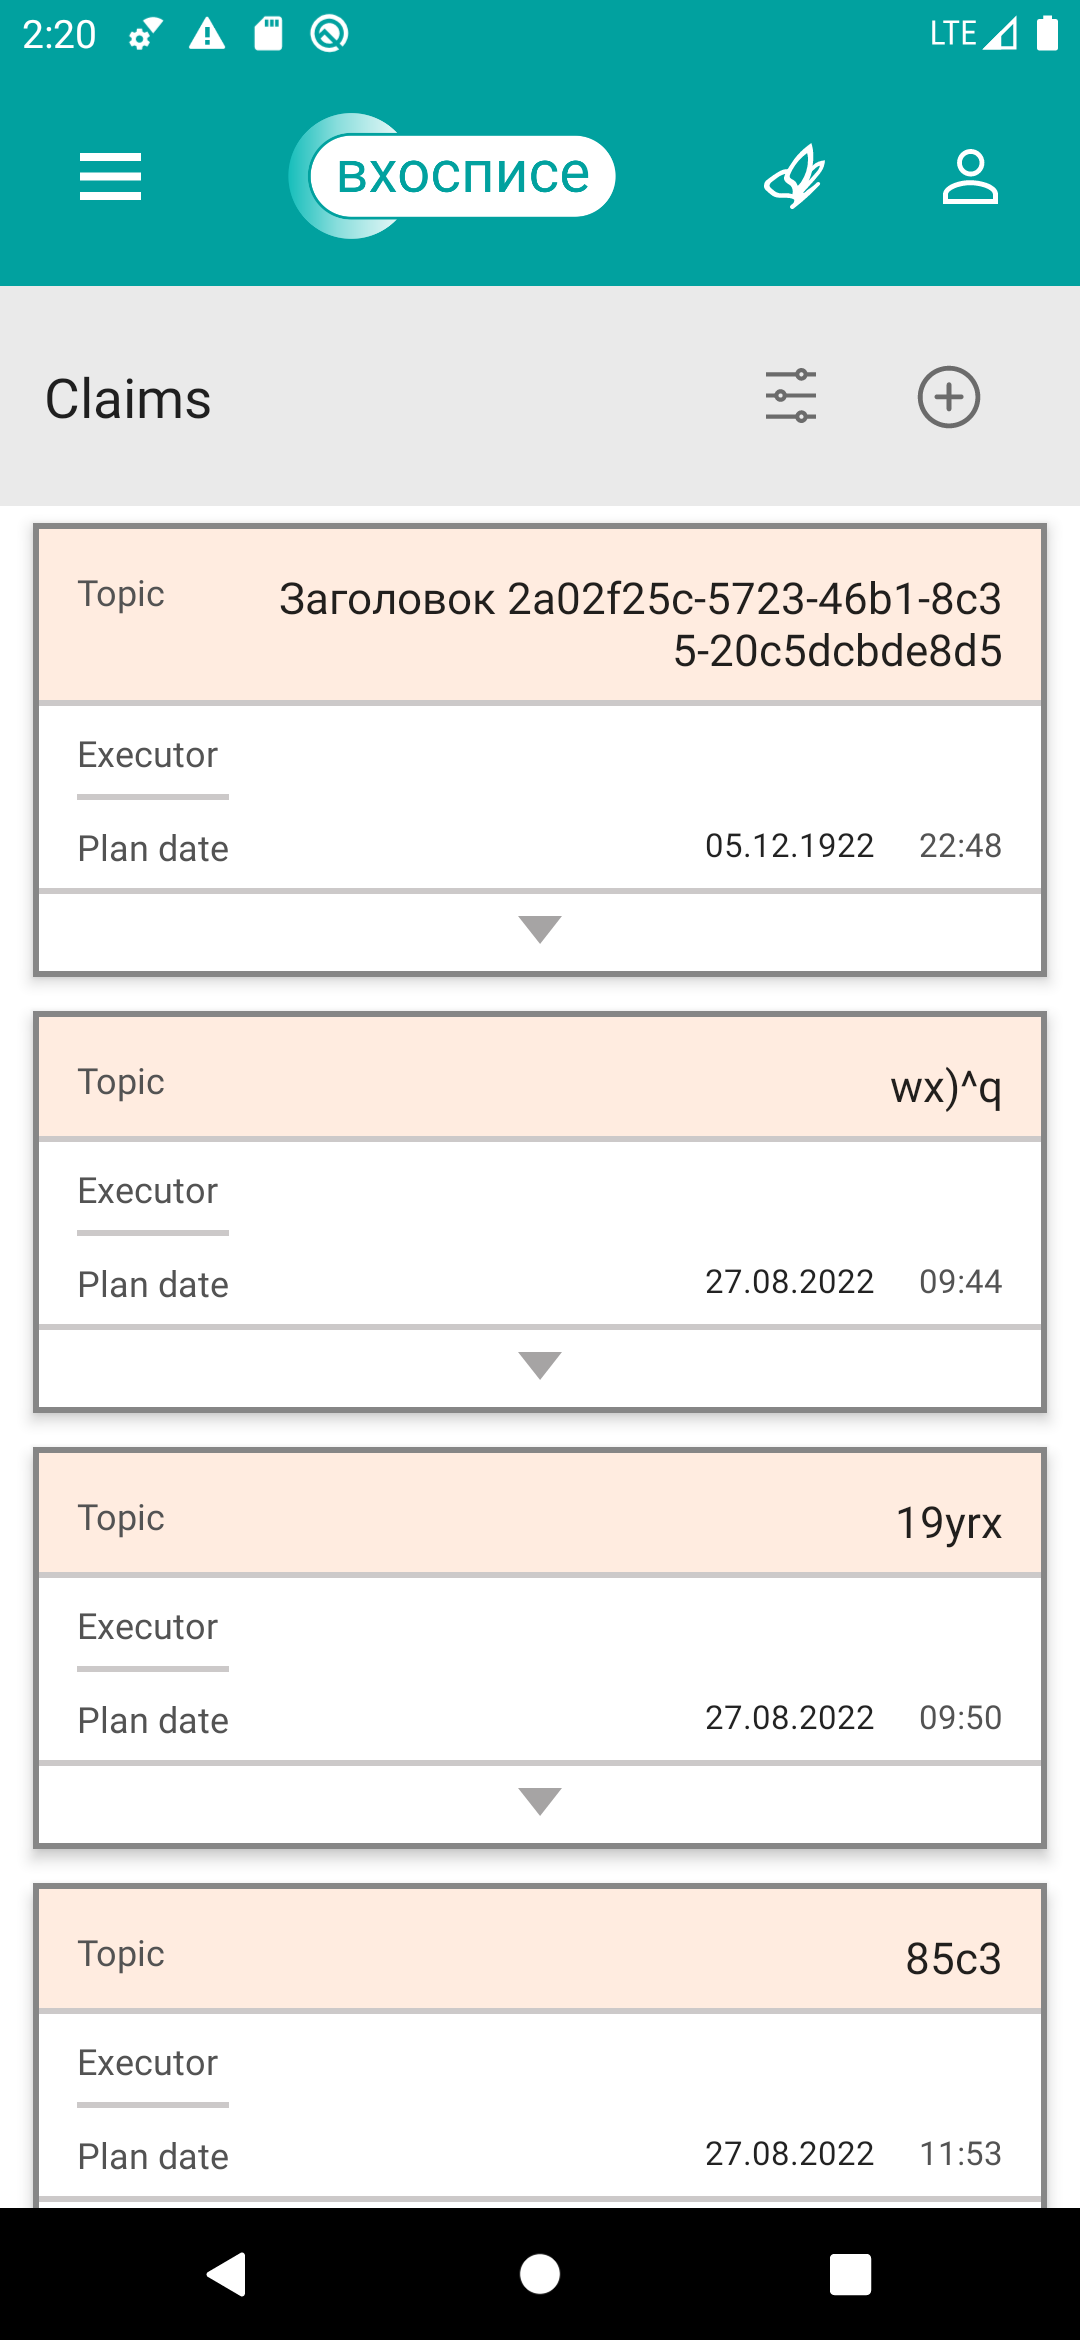 2:20
LTE
вхосписе
Claims
Topic
Заголовок 2a02f25c-5723-46b1-8c3
5-20c5dcbde8d5
Executor
Plan date 05.12.1922 22:48
Topic wx)^q
Executor
Plan date 27.08.2022 09:44
Topic 19yrx
Executor
Plan date 27.08.2022 09:50
Topic 85c3
Executor
Plan date 27.08.2022 11:53